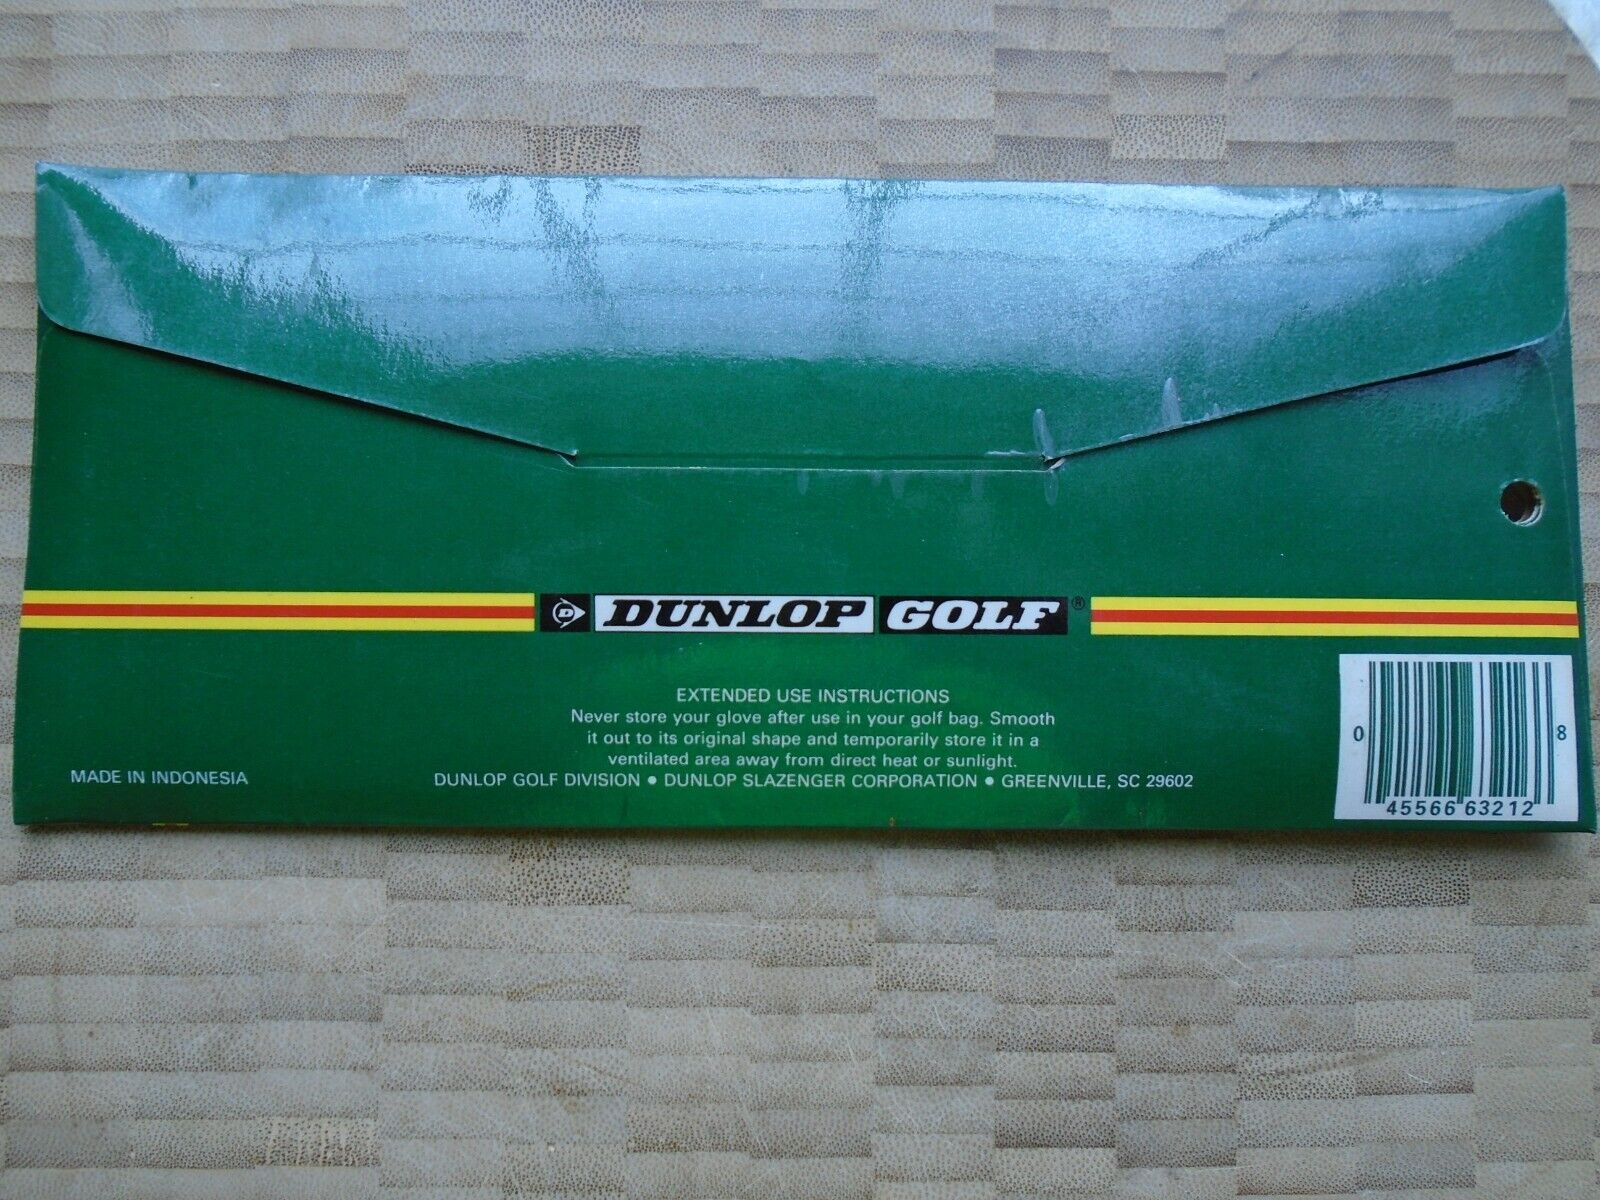 D DUNLOP GOLF ®
EXTENDED USE INSTRUCTIONS
Never store your glove after use in your golf bag. Smooth
it out to its original shape and temporarily store it in a
ventilated area away from direct heat or sunlight.
MADE IN INDONESIA
DUNLOP GOLF DIVISION ● DUNLOP SLAZENGER CORPORATION ● GREENVILLE, SC 29602
0 45566 63212 8